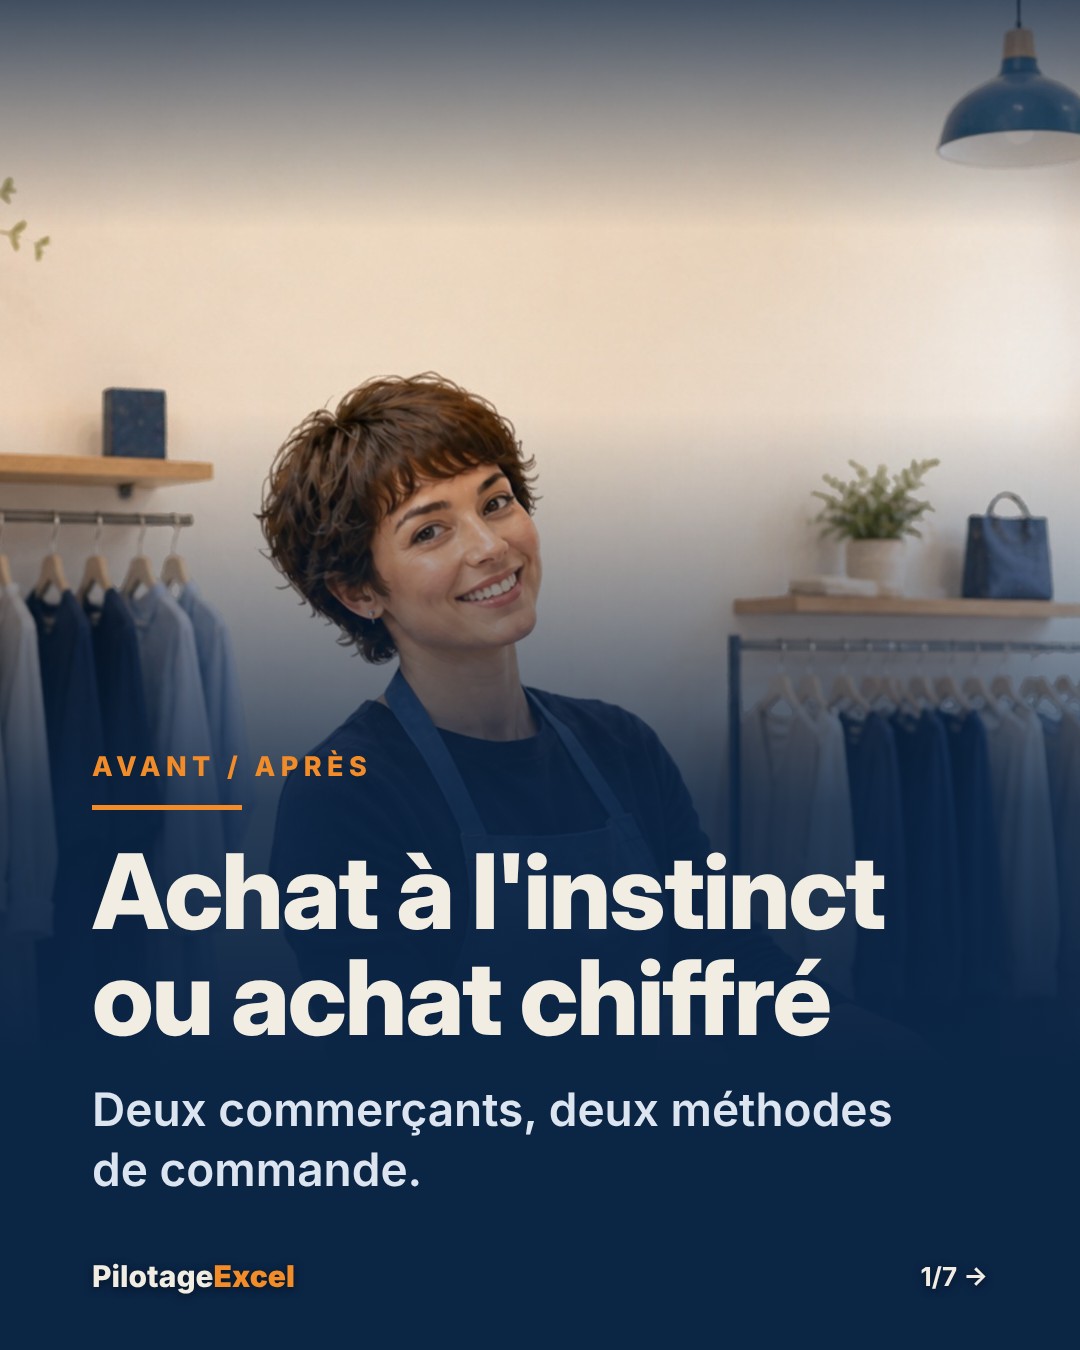 AVANT / APRÈS
Achat à l'instinct
ou achat chiffré
Deux commerçants, deux méthodes
de commande.
PilotageExcel
1/7 →